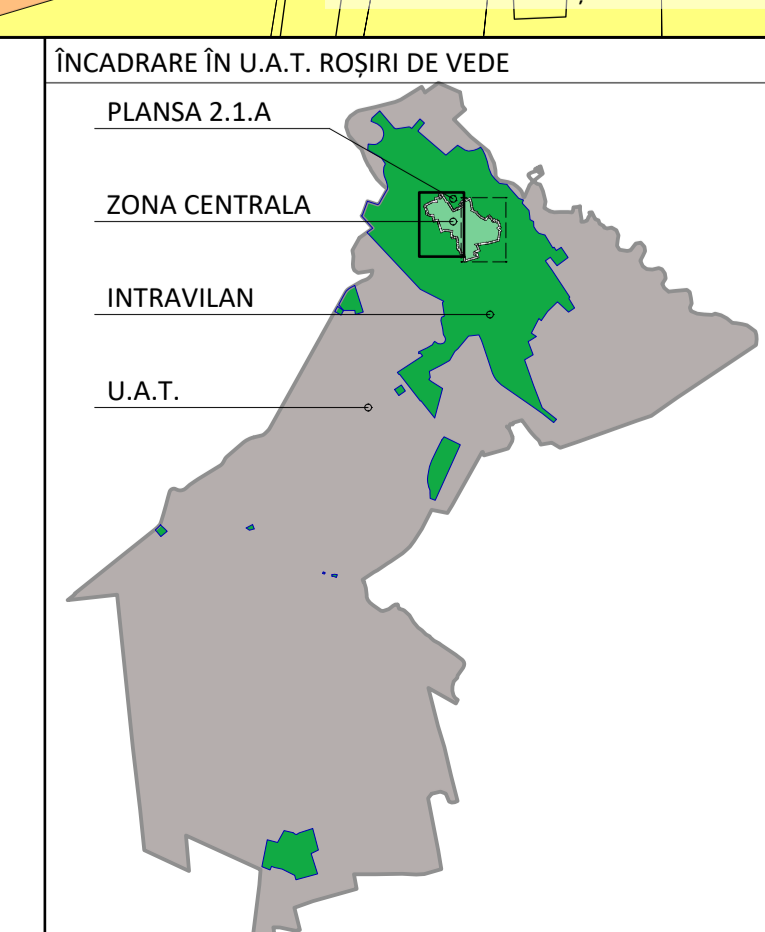 ÎNCADRARE ÎN U.A.T. ROȘIRI DE VEDE
PLANSA 2.1.A
ZONA CENTRALA
INTRAVILAN
U.A.T.